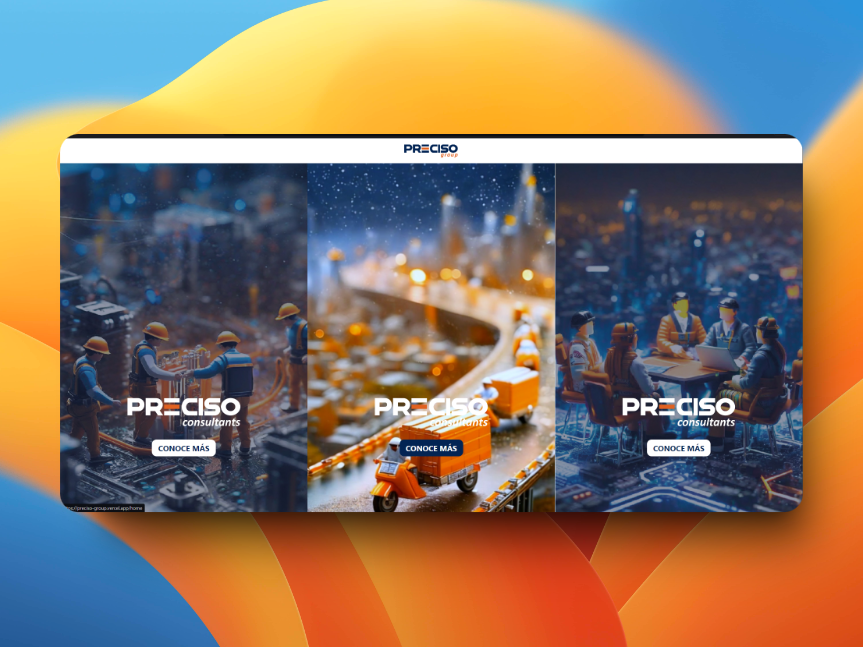 PRECISO
group
PRECISO
consultants
CONOCE MÁS
PRECISO
consultants
CONOCE MÁS
PRECISO
consultants
CONOCE MÁS
preciso-group.vercel.app/home